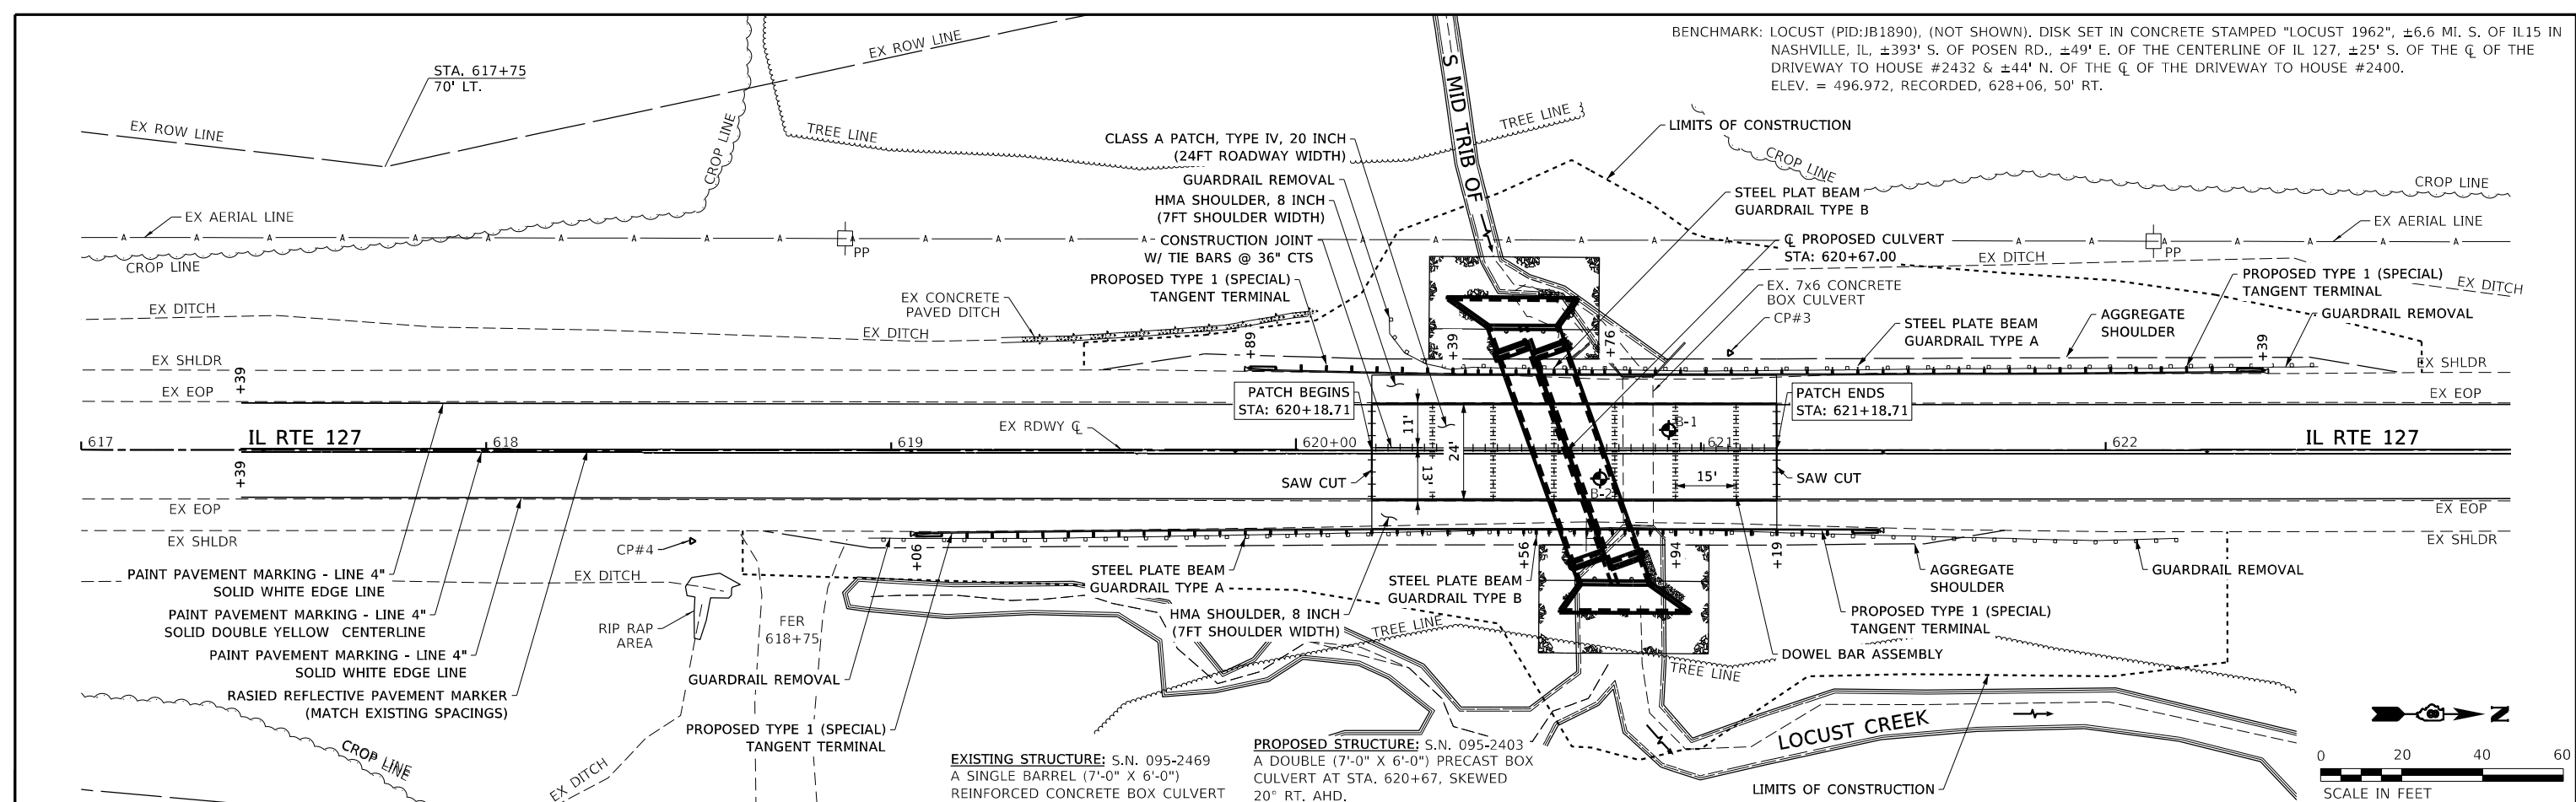 BENCHMARK: LOCUST (PID:JB1890), (NOT SHOWN). DISK SET IN CONCRETE STAMPED "LOCUST 1962", ±6.6 MI. S. OF IL15 IN
NASHVILLE, IL, ±393' S. OF POSEN RD., ±49' E. OF THE CENTERLINE OF IL 127, ±25' S. OF THE ℄ OF THE
DRIVEWAY TO HOUSE #2432 & ±44' N. OF THE ℄ OF THE DRIVEWAY TO HOUSE #2400.
ELEV. = 496.972, RECORDED, 628+06, 50' RT.
EX ROW LINE
STA. 617+75
70' LT.
EX ROW LINE
CROP LINE
TREE LINE
S MID TRIB OF
TREE LINE
LIMITS OF CONSTRUCTION
CROP LINE
CROP LINE
CLASS A PATCH, TYPE IV, 20 INCH
(24FT ROADWAY WIDTH)
GUARDRAIL REMOVAL
HMA SHOULDER, 8 INCH
(7FT SHOULDER WIDTH)
CONSTRUCTION JOINT
W/ TIE BARS @ 36" CTS
PROPOSED TYPE 1 (SPECIAL)
TANGENT TERMINAL
STEEL PLAT BEAM
GUARDRAIL TYPE B
℄ PROPOSED CULVERT
STA: 620+67.00
EX. 7x6 CONCRETE
BOX CULVERT
CP#3
EX AERIAL LINE
A A A A A A A A A A A A A A
PP
CROP LINE
EX AERIAL LINE
A A A A A A A A A A A A A A
PP
EX DITCH
PROPOSED TYPE 1 (SPECIAL)
TANGENT TERMINAL
EX DITCH
EX DITCH
EX CONCRETE
PAVED DITCH
EX DITCH
STEEL PLATE BEAM
GUARDRAIL TYPE A
AGGREGATE
SHOULDER
GUARDRAIL REMOVAL
EX SHLDR
+39
+89
+39
+76
+39
EX SHLDR
EX EOP
PATCH BEGINS
STA: 620+18.71
PATCH ENDS
STA: 621+18.71
EX EOP
617
IL RTE 127
618
619
EX RDWY ℄
620+00
11'
24'
13'
B-1
621
622
IL RTE 127
+39
SAW CUT
B-2
15'
SAW CUT
EX EOP
EX EOP
EX SHLDR
CP#4
+06
+56
+94
+19
EX SHLDR
PAINT PAVEMENT MARKING - LINE 4"
SOLID WHITE EDGE LINE
EX DITCH
STEEL PLATE BEAM
GUARDRAIL TYPE A
STEEL PLATE BEAM
GUARDRAIL TYPE B
AGGREGATE
SHOULDER
GUARDRAIL REMOVAL
PAINT PAVEMENT MARKING - LINE 4"
SOLID DOUBLE YELLOW CENTERLINE
RIP RAP
AREA
FER
618+75
HMA SHOULDER, 8 INCH
(7FT SHOULDER WIDTH)
TREE LINE
PROPOSED TYPE 1 (SPECIAL)
TANGENT TERMINAL
PAINT PAVEMENT MARKING - LINE 4"
SOLID WHITE EDGE LINE
DOWEL BAR ASSEMBLY
TREE LINE
RASIED REFLECTIVE PAVEMENT MARKER
(MATCH EXISTING SPACINGS)
GUARDRAIL REMOVAL
PROPOSED TYPE 1 (SPECIAL)
TANGENT TERMINAL
CROP LINE
EX DITCH
EXISTING STRUCTURE: S.N. 095-2469
A SINGLE BARREL (7'-0" X 6'-0")
REINFORCED CONCRETE BOX CULVERT
PROPOSED STRUCTURE: S.N. 095-2403
A DOUBLE (7'-0" X 6'-0") PRECAST BOX
CULVERT AT STA. 620+67, SKEWED
20° RT. AHD.
LOCUST CREEK
LIMITS OF CONSTRUCTION
N
0 20 40 60
SCALE IN FEET